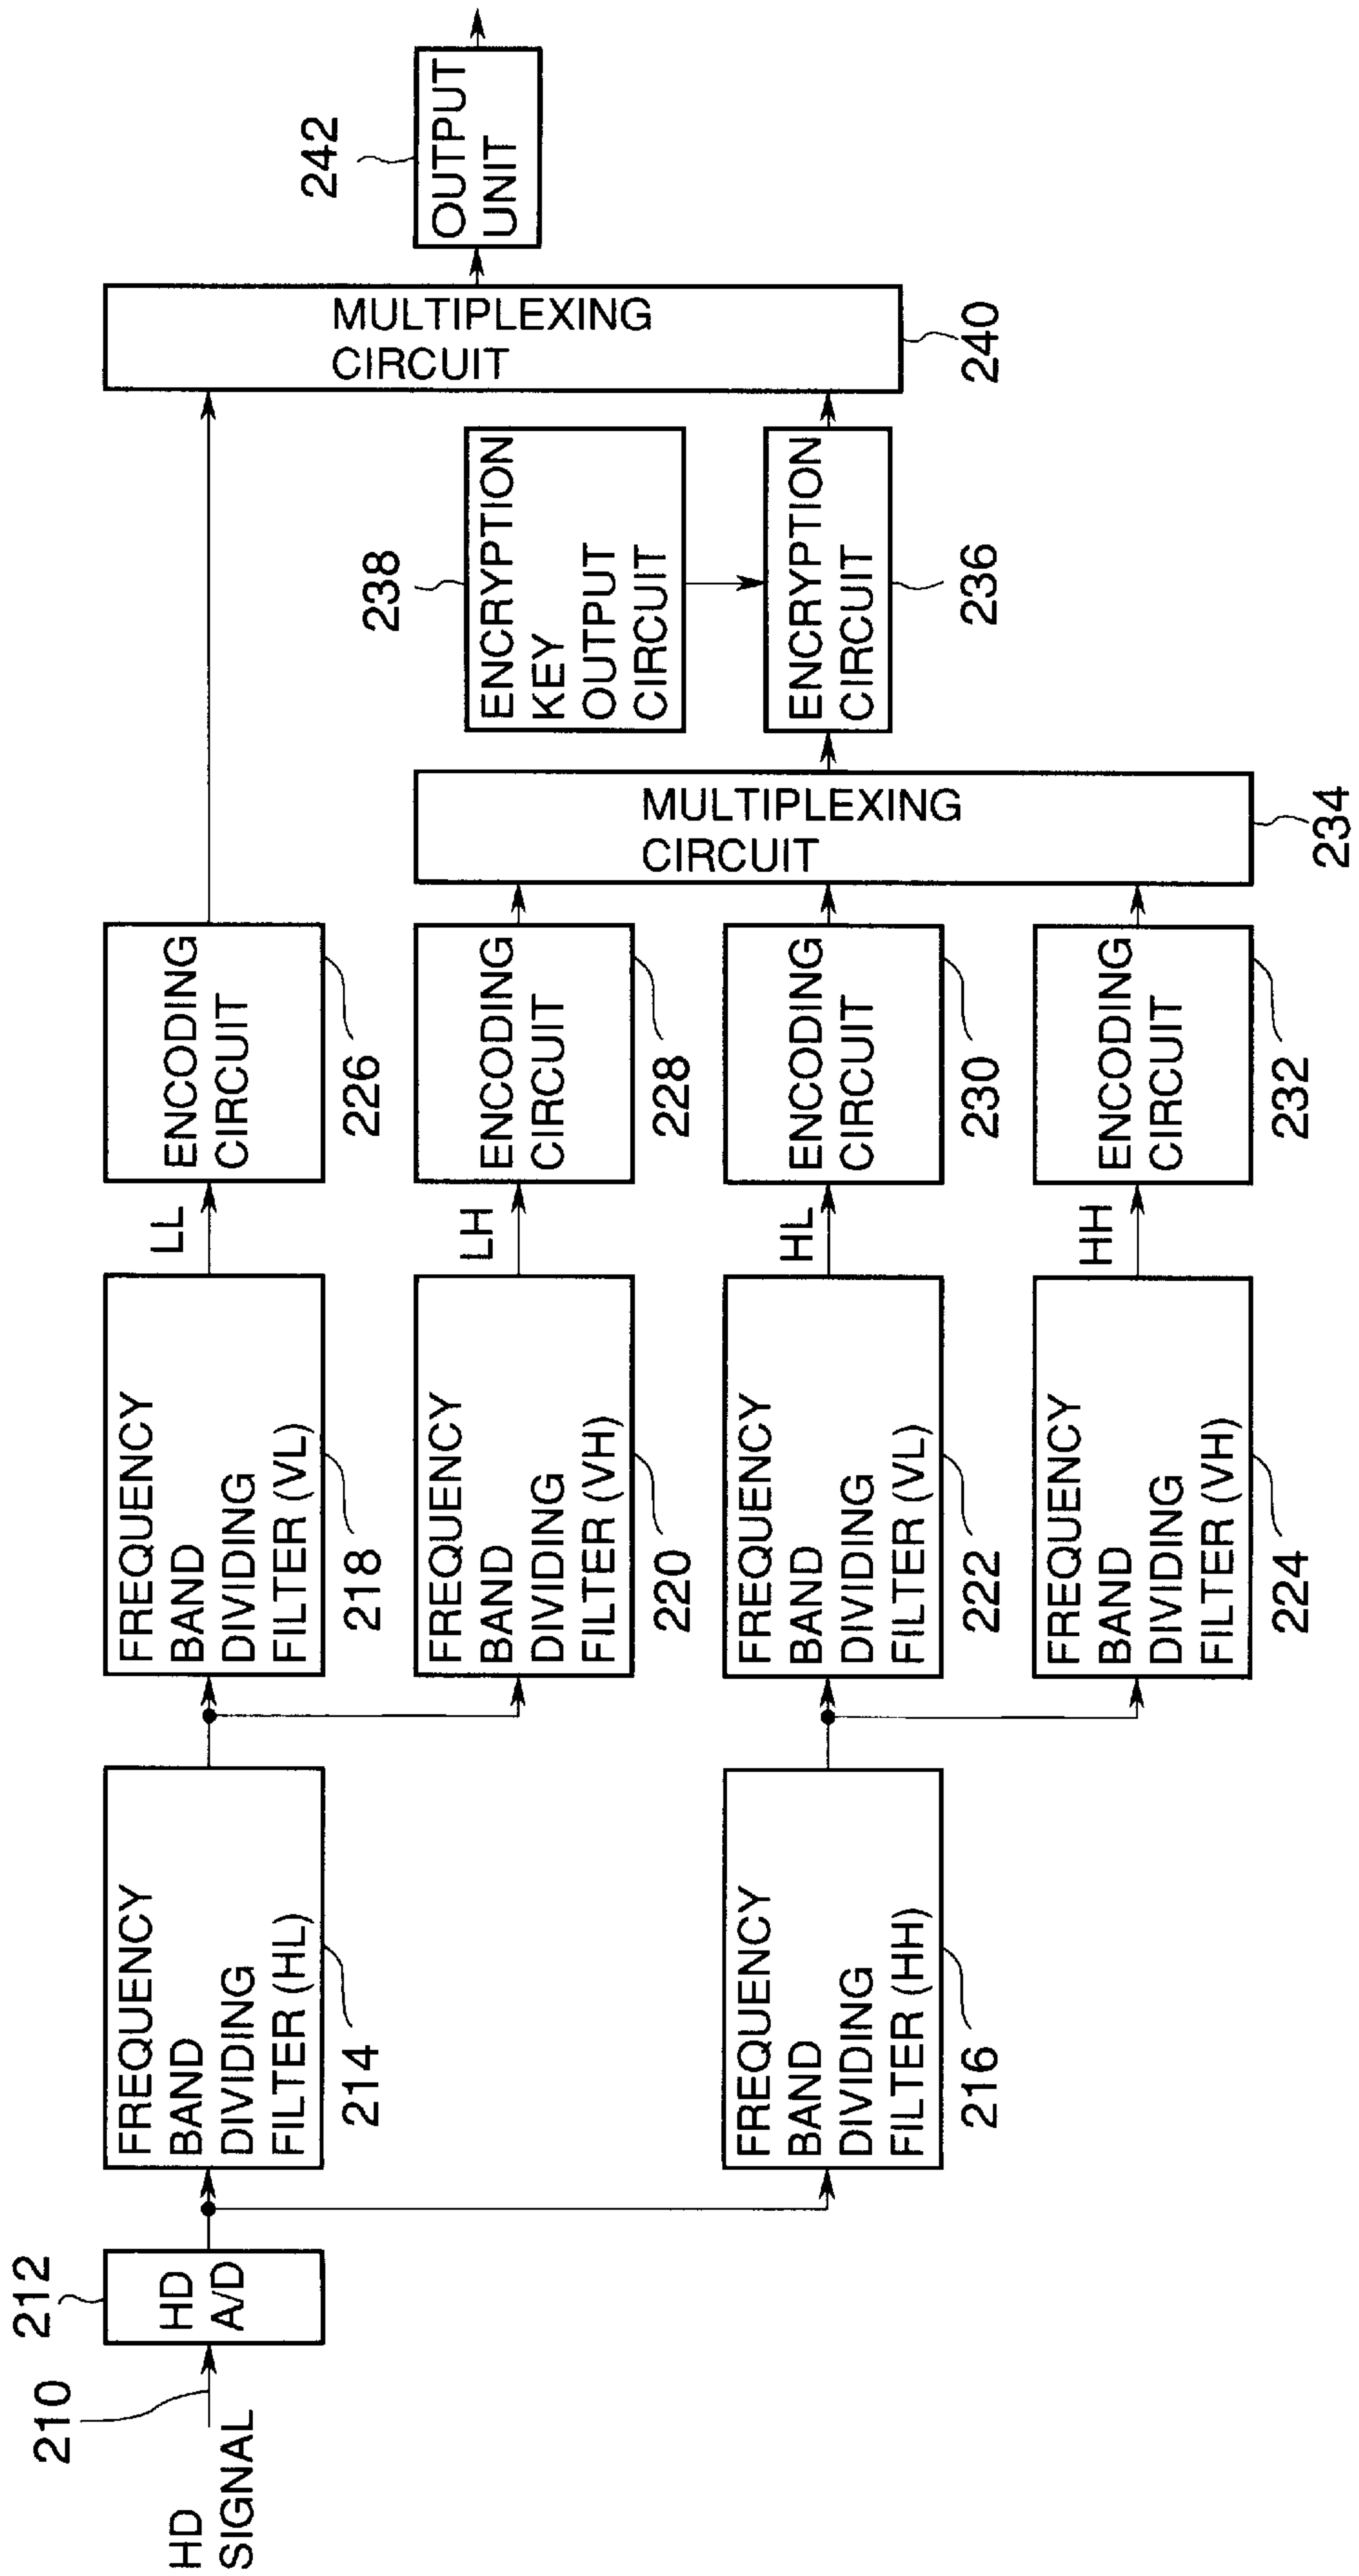 HD
SIGNAL
210
212
HD
A/D
FREQUENCY
BAND
DIVIDING
FILTER (HL)
214
FREQUENCY
BAND
DIVIDING
FILTER (HH)
216
FREQUENCY
BAND
DIVIDING
FILTER (VL)
218
FREQUENCY
BAND
DIVIDING
FILTER (VH)
220
FREQUENCY
BAND
DIVIDING
FILTER (VL)
222
FREQUENCY
BAND
DIVIDING
FILTER (VH)
224
LL
LH
HL
HH
ENCODING
CIRCUIT
226
ENCODING
CIRCUIT
228
ENCODING
CIRCUIT
230
ENCODING
CIRCUIT
232
MULTIPLEXING
CIRCUIT
234
238
ENCRYPTION
KEY
OUTPUT
CIRCUIT
ENCRYPTION
CIRCUIT
236
MULTIPLEXING
CIRCUIT
240
242
OUTPUT
UNIT